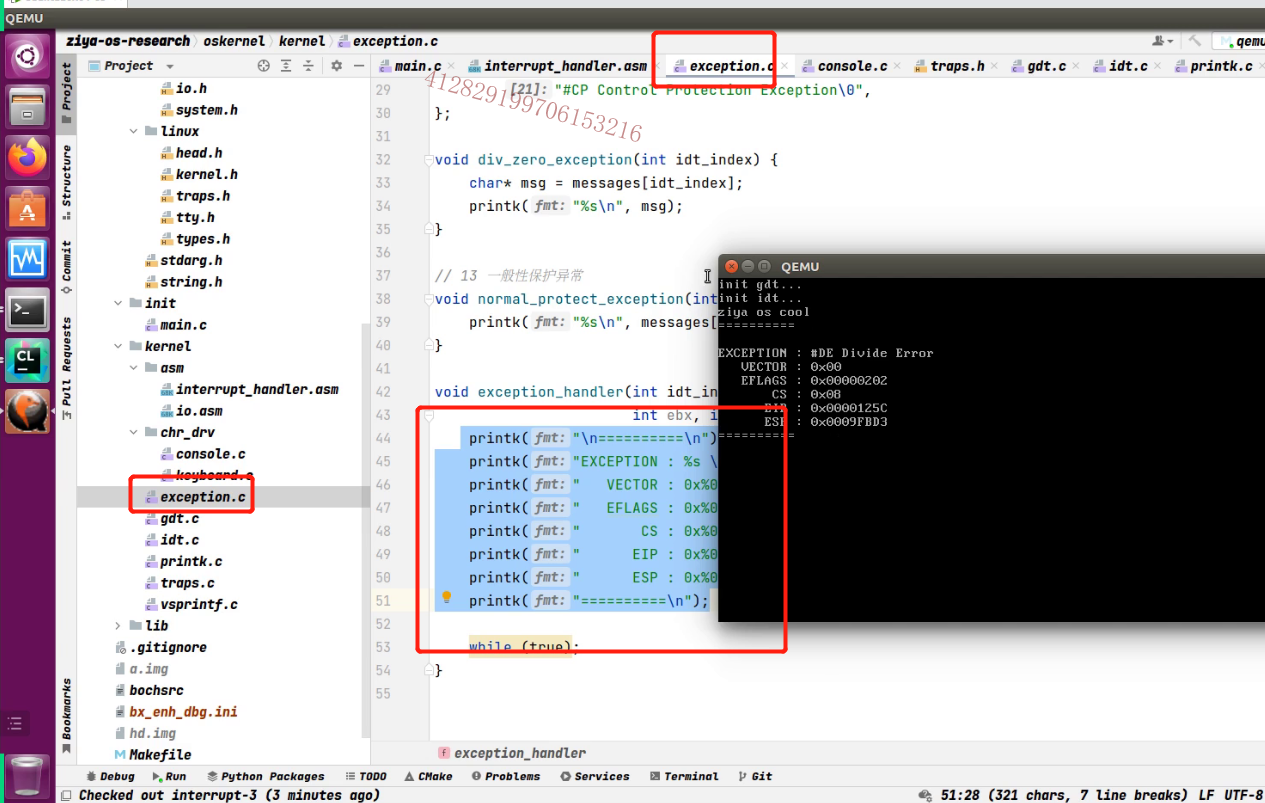 QEMU
ziya-os-research oskernel kernel exception.c
qemu
Project
main.c interrupt_handler.asm exception.c console.c traps.h gdt.c idt.c printk.c
Project
Structure
Commit
Pull Requests
Bookmarks
io.h
system.h
linux
head.h
kernel.h
traps.h
tty.h
types.h
stdarg.h
string.h
init
main.c
kernel
asm
interrupt_handler.asm
io.asm
chr_drv
console.c
keyboard.c
exception.c
gdt.c
idt.c
printk.c
traps.c
vsprintf.c
lib
.gitignore
a.img
bochsrc
bx_enh_dbg.ini
hd.img
Makefile
412829199706153216
29 [21]: "#CP Control Protection Exception\0",
30 };
31
32 void div_zero_exception(int idt_index) {
33 char* msg = messages[idt_index];
34 printk( fmt: "%s\n", msg);
35 }
36
37 // 13 一般性保护异常
38 void normal_protect_exception(int
39 printk( fmt: "%s\n", messages[
40 }
41
42 void exception_handler(int idt_in
43 int ebx, i
44 printk( fmt: "\n==========\n")
45 printk( fmt: "EXCEPTION : %s \
46 printk( fmt: " VECTOR : 0x%0
47 printk( fmt: " EFLAGS : 0x%0
48 printk( fmt: " CS : 0x%0
49 printk( fmt: " EIP : 0x%0
50 printk( fmt: " ESP : 0x%0
51 printk( fmt: "==========\n");
52
53 while (true);
54 }
55
QEMU
init gdt...
init idt...
ziya os cool
==========
EXCEPTION : #DE Divide Error
VECTOR : 0x00
EFLAGS : 0x00000202
CS : 0x08
EIP : 0x0000125C
ESP : 0x0009FBD3
==========
exception_handler
Debug Run Python Packages TODO CMake Problems Services Terminal Git
Checked out interrupt-3 (3 minutes ago) 51:28 (321 chars, 7 line breaks) LF UTF-8